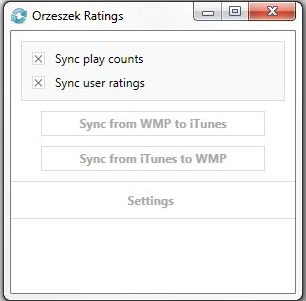 Orzeszek Ratings
Sync play counts
Sync user ratings
Sync from WMP to iTunes
Sync from iTunes to WMP
Settings